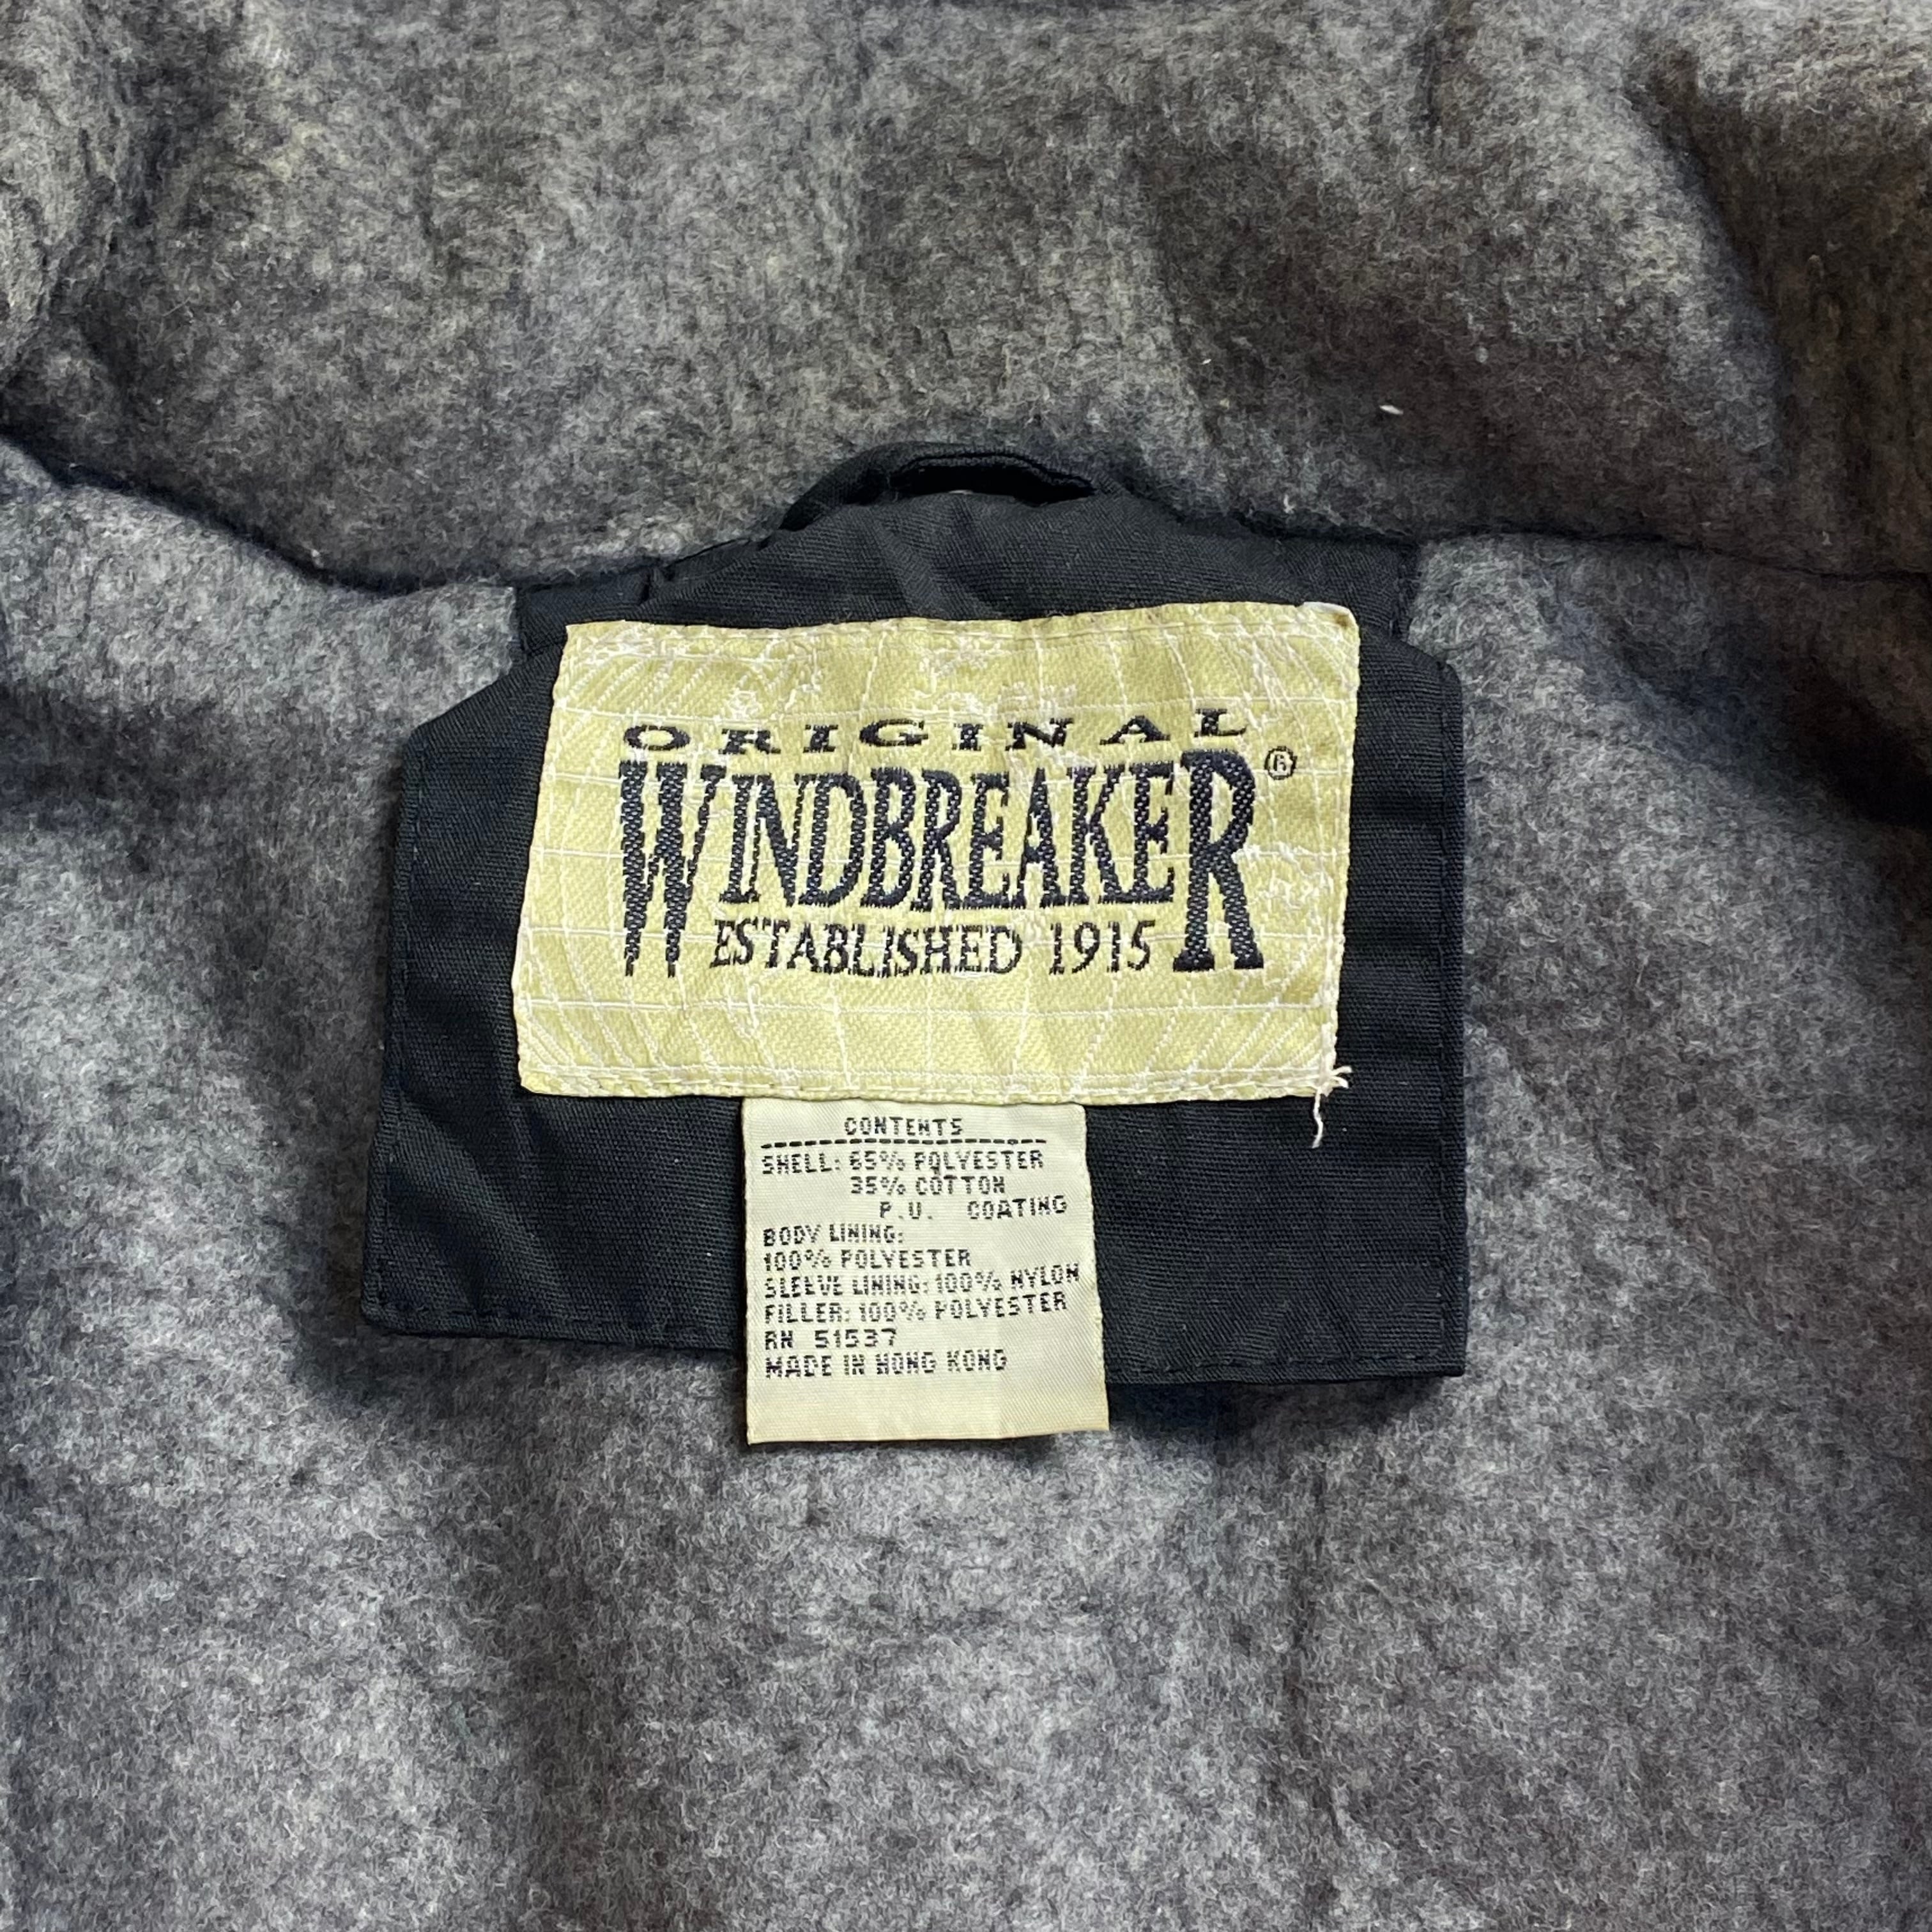 ORIGINAL
WINDBREAKER®
ESTABLISHED 1915
CONTENTS
SHELL: 65% POLYESTER
35% COTTON
P.U. COATING
BODY LINING:
100% POLYESTER
SLEEVE LINING: 100% NYLON
FILLER: 100% POLYESTER
RN 51537
MADE IN HONG KONG